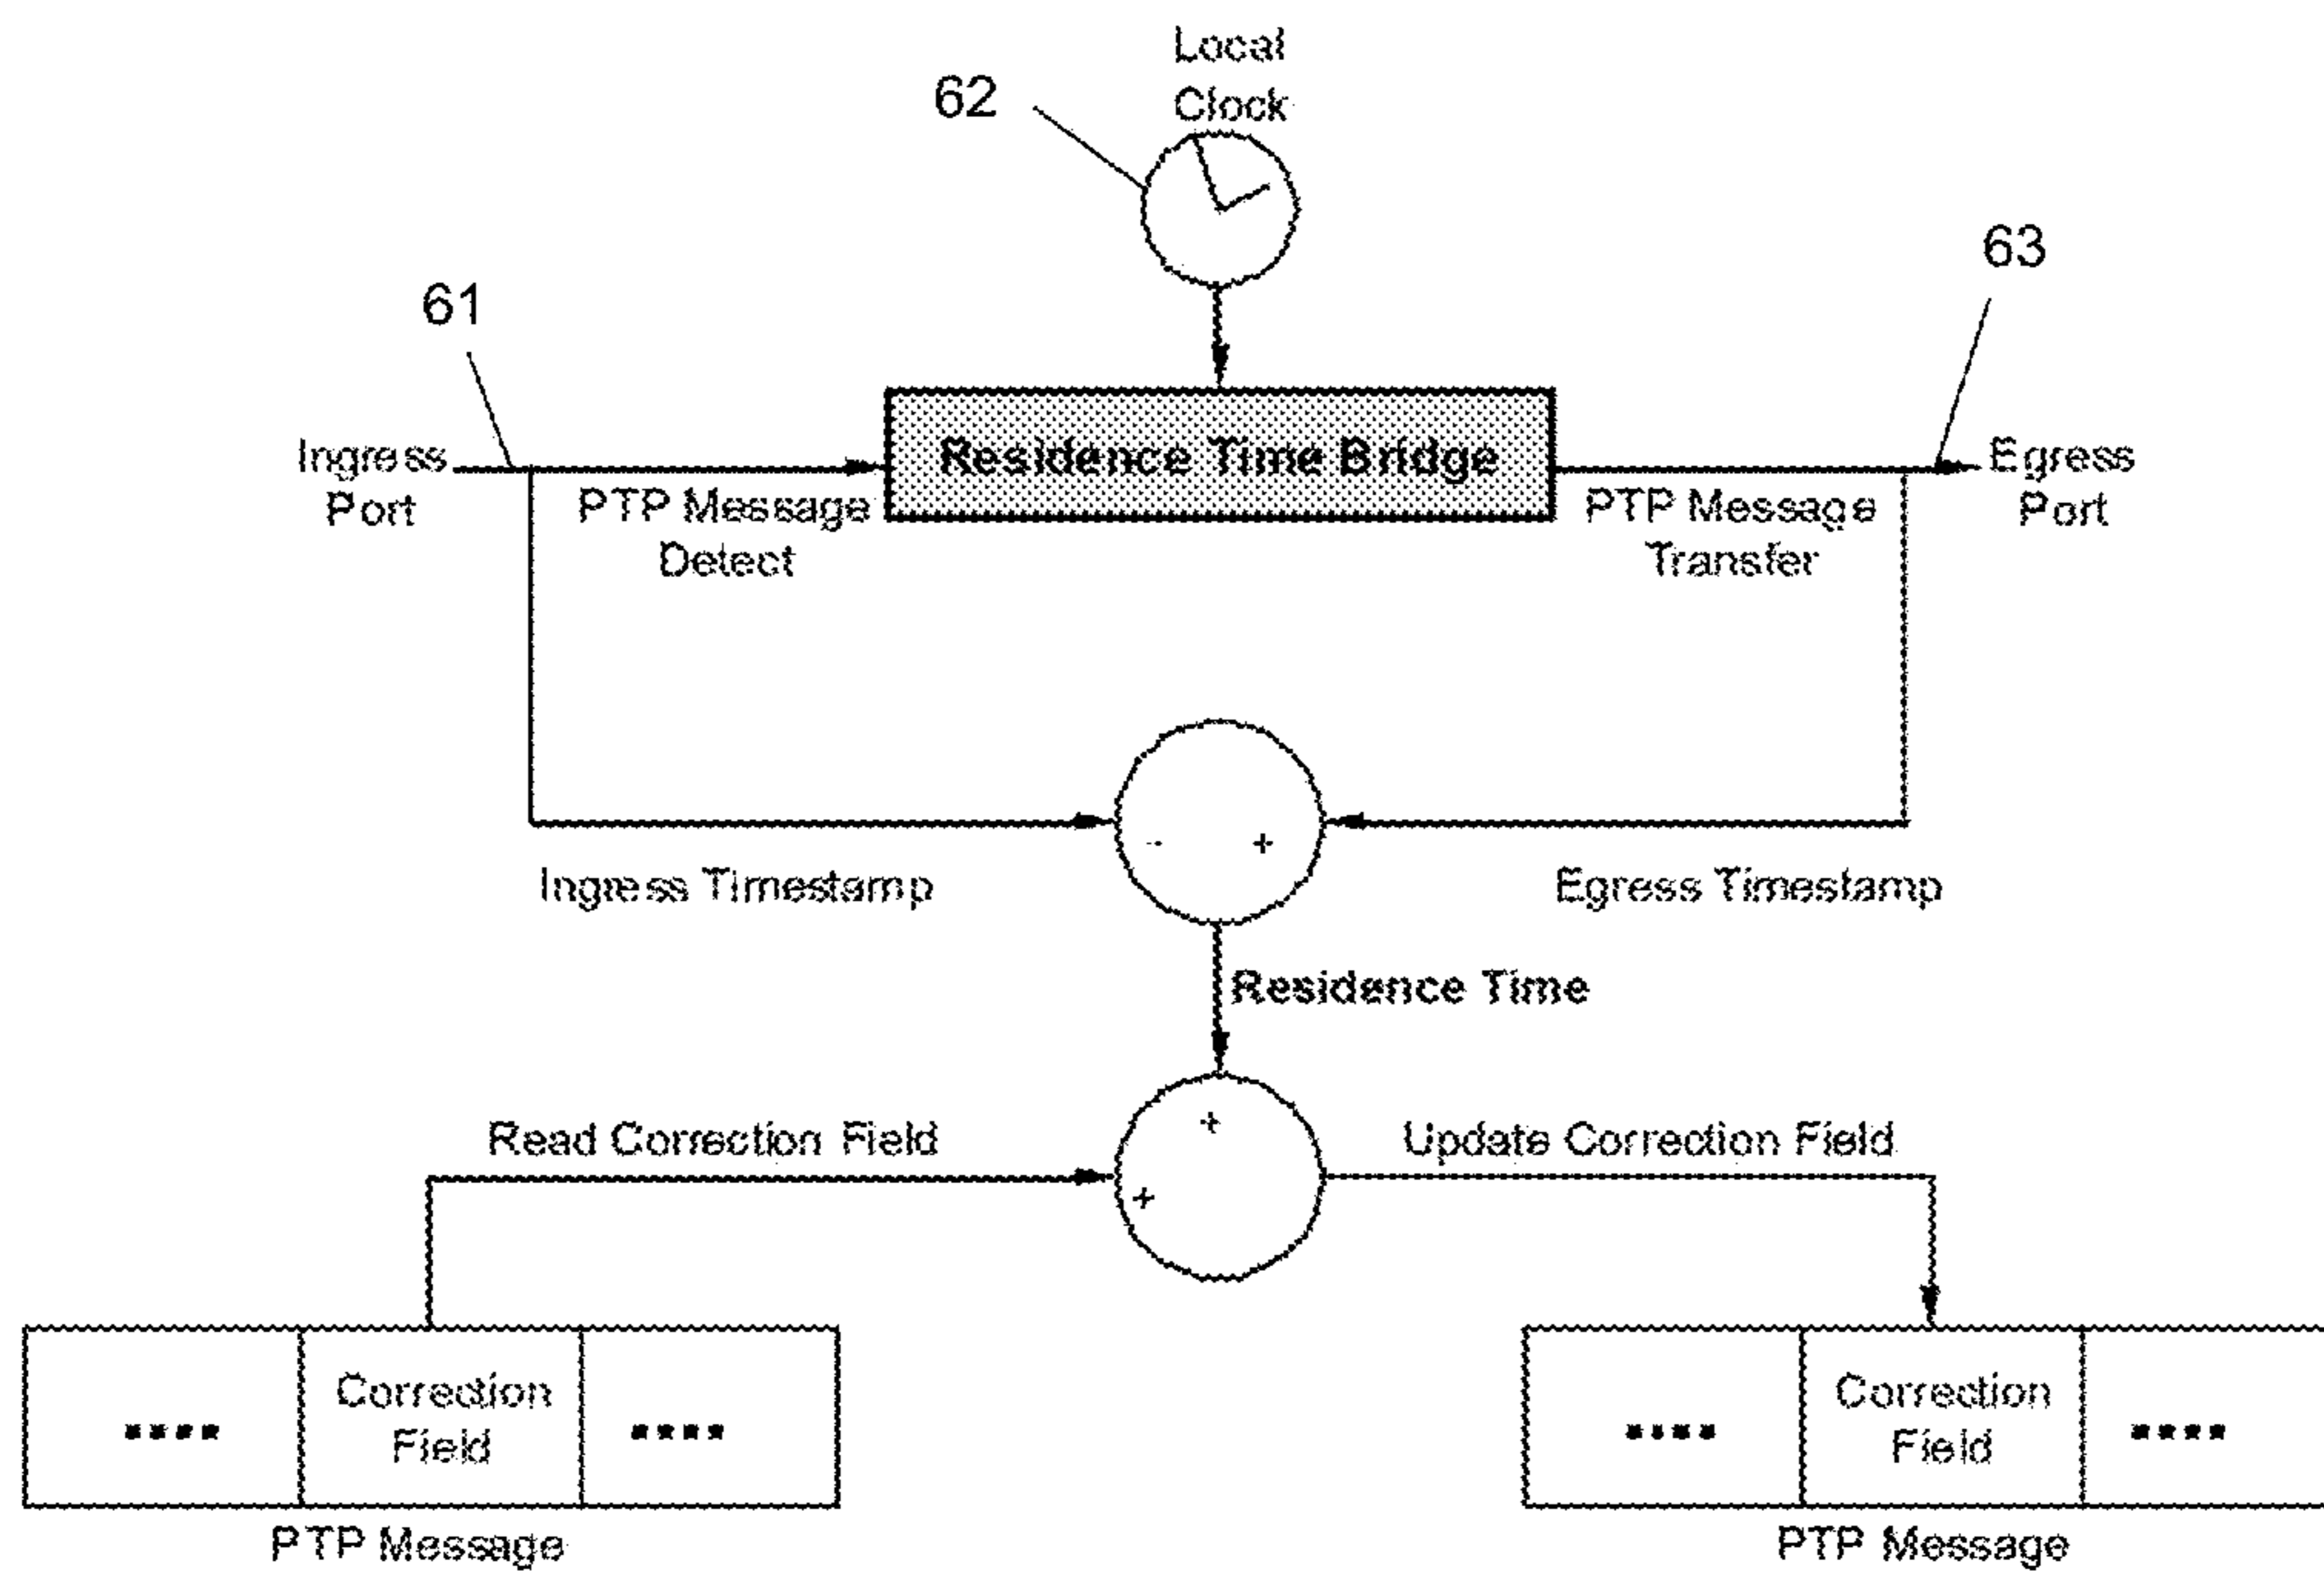 Local
Clock
62
63
61
Ingress
Port
PTP Message
Detect
Residence Time Bridge
PTP Message
Transfer
Egress
Port
- +
Ingress Timestamp
Egress Timestamp
Residence Time
+
+
Read Correction Field
Update Correction Field
....
Correction
Field
....
PTP Message
....
Correction
Field
....
PTP Message